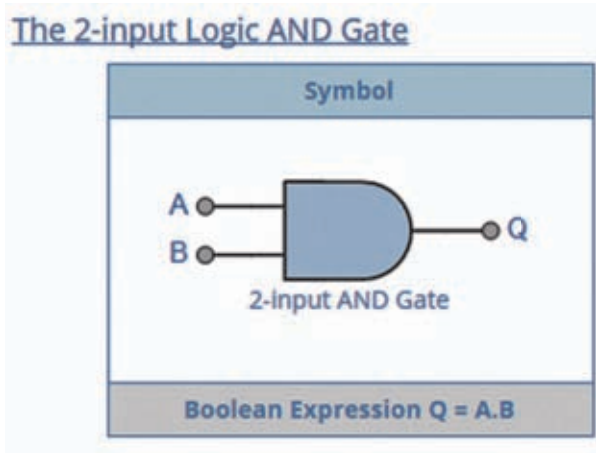 The 2-input Logic AND Gate
Symbol
A
Q
B
2-input AND Gate
Boolean Expression Q = A.B